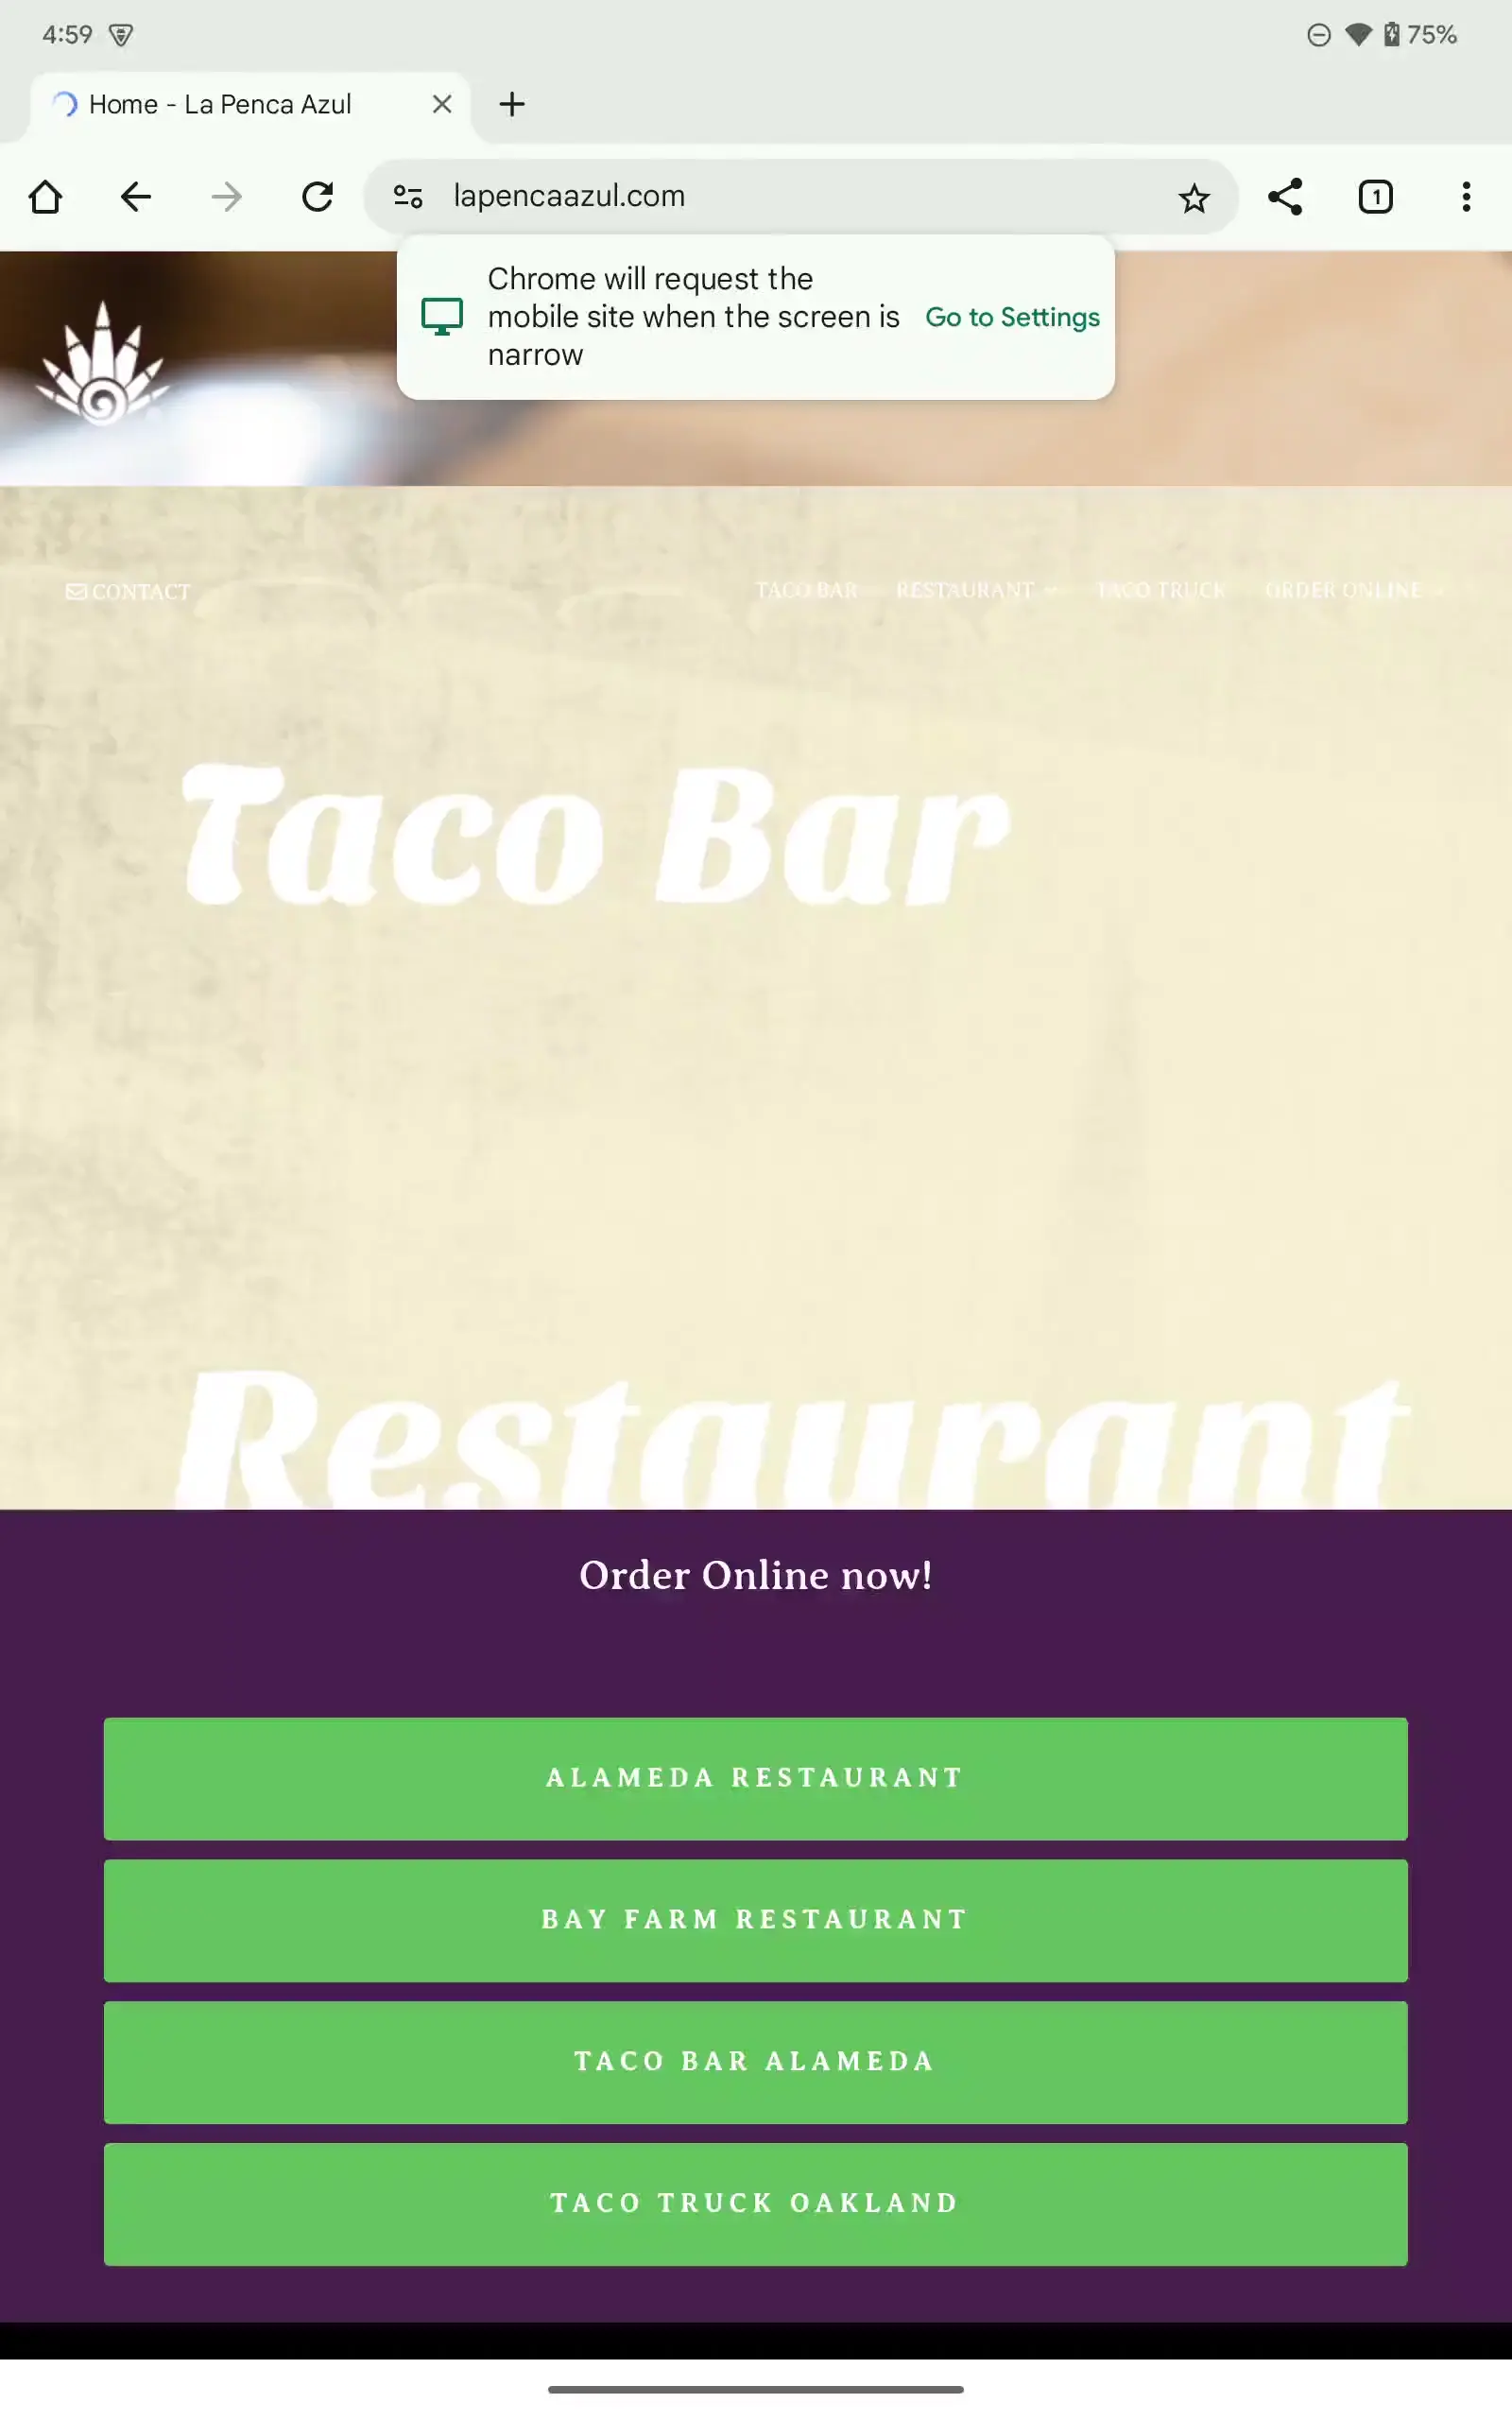 4:59
75%
Home - La Penca Azul
lapencaazul.com
1
Chrome will request the
mobile site when the screen is
narrow
Go to Settings
CONTACT
TACO BAR RESTAURANT TACO TRUCK ORDER ONLINE
Taco Bar
Restaurant
Order Online now!
ALAMEDA RESTAURANT
BAY FARM RESTAURANT
TACO BAR ALAMEDA
TACO TRUCK OAKLAND